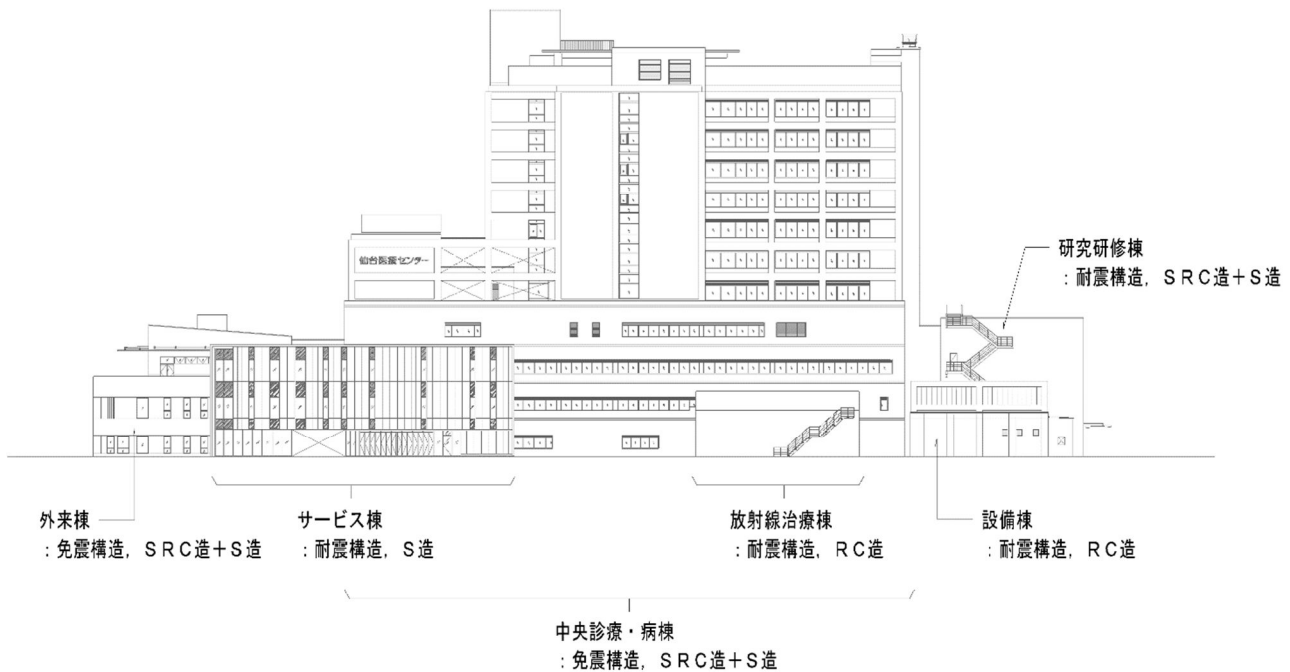 仙台医療センター
研究研修棟
：耐震構造，ＳＲＣ造＋Ｓ造
外来棟
：免震構造，ＳＲＣ造＋Ｓ造
サービス棟
：耐震構造，Ｓ造
放射線治療棟
：耐震構造，ＲＣ造
設備棟
：耐震構造，ＲＣ造
中央診療・病棟
：免震構造，ＳＲＣ造＋Ｓ造